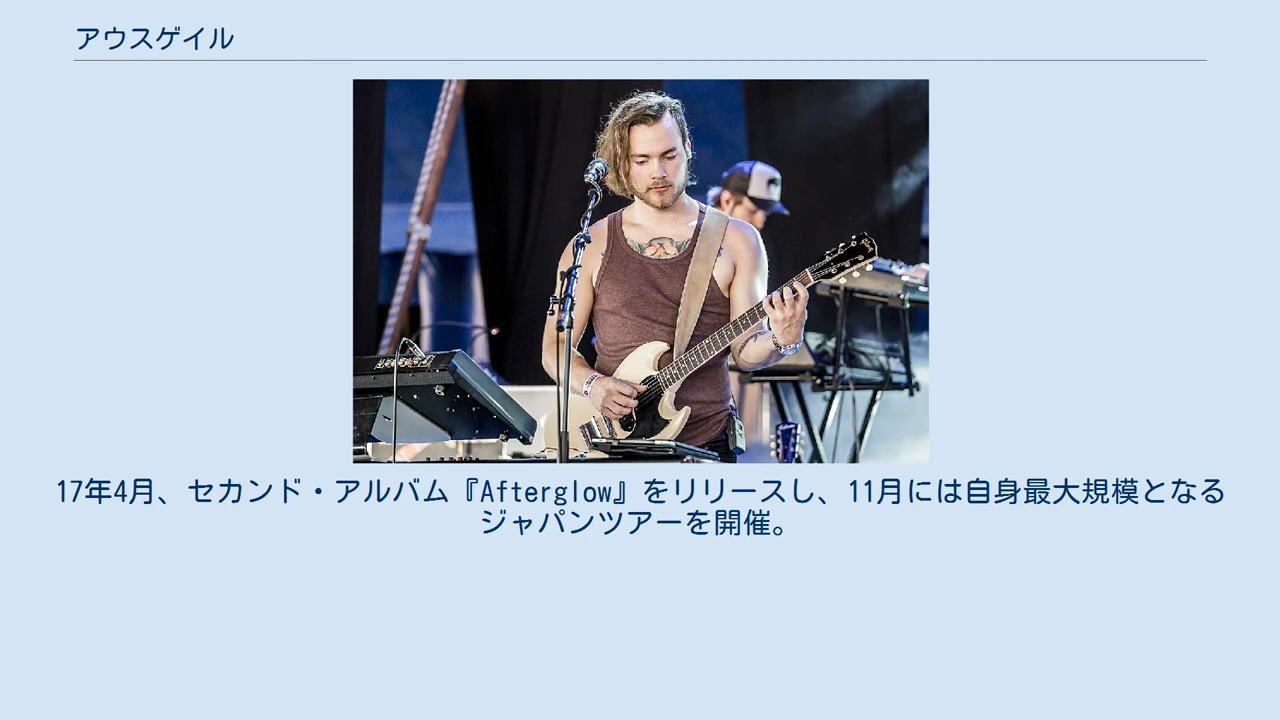 アウスゲイル
17年4月、セカンド・アルバム『Afterglow』をリリースし、11月には自身最大規模となる
ジャパンツアーを開催。